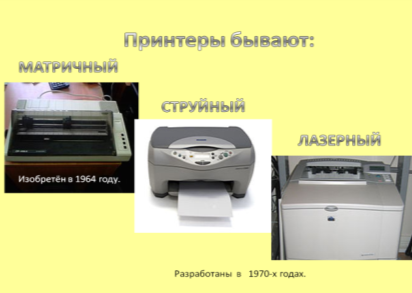 Принтеры бывают:
МАТРИЧНЫЙ
СТРУЙНЫЙ
ЛАЗЕРНЫЙ
Изобретён в 1964 году.
Разработаны в 1970-х годах.